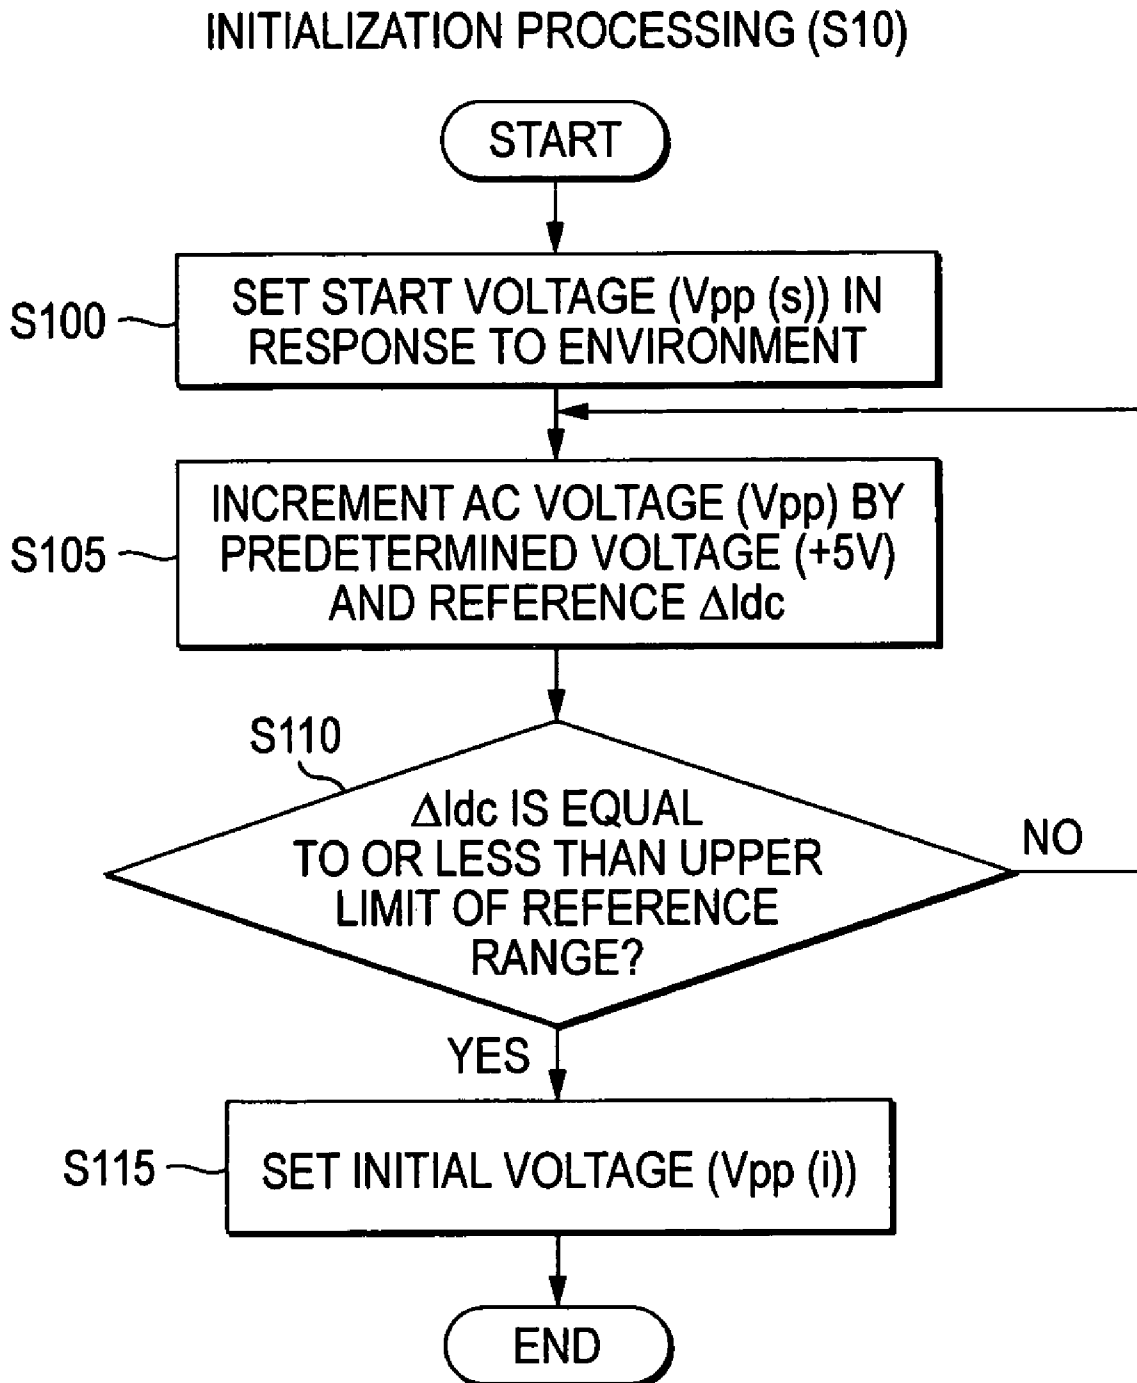 INITIALIZATION PROCESSING (S10)
START
S100
SET START VOLTAGE (Vpp (s)) IN
RESPONSE TO ENVIRONMENT
S105
INCREMENT AC VOLTAGE (Vpp) BY
PREDETERMINED VOLTAGE (+5V)
AND REFERENCE ΔIdc
S110
ΔIdc IS EQUAL
TO OR LESS THAN UPPER
LIMIT OF REFERENCE
RANGE?
NO
YES
S115
SET INITIAL VOLTAGE (Vpp (i))
END